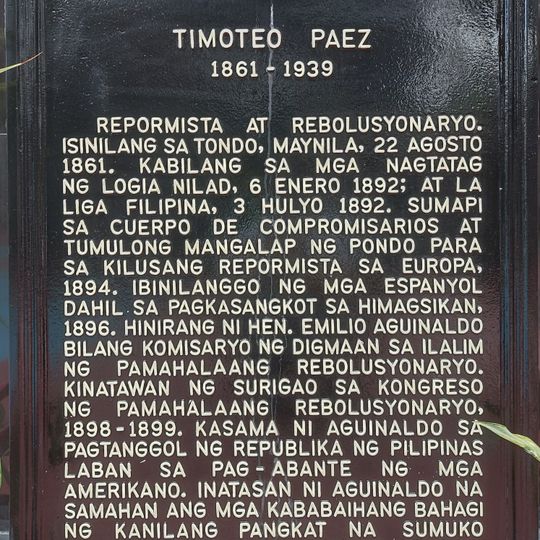 TIMOTEO PAEZ
1861 - 1939
REPORMISTA AT REBOLUSYONARYO.
ISINILANG SA TONDO, MAYNILA, 22 AGOSTO
1861. KABILANG SA MGA NAGTATAG
NG LOGIA NILAD, 6 ENERO 1892; AT LA
LIGA FILIPINA, 3 HULYO 1892. SUMAPI
SA CUERPO DE COMPROMISARIOS AT
TUMULONG MANGALAP NG PONDO PARA
SA KILUSANG REPORMISTA SA EUROPA,
1894. IBINILANGGO NG MGA ESPANYOL
DAHIL SA PAGKASANGKOT SA HIMAGSIKAN,
1896. HINIRANG NI HEN. EMILIO AGUINALDO
BILANG KOMISARYO NG DIGMAAN SA ILALIM
NG PAMAHALAANG REBOLUSYONARYO.
KINATAWAN NG SURIGAO SA KONGRESO
NG PAMAHALAANG REBOLUSYONARYO,
1898-1899. KASAMA NI AGUINALDO SA
PAGTANGGOL NG REPUBLIKA NG PILIPINAS
LABAN SA PAG-ABANTE NG MGA
AMERIKANO. INATASAN NI AGUINALDO NA
SAMAHAN ANG MGA KABABAIHANG BAHAGI
NG KANILANG PANGKAT NA SUMUKO